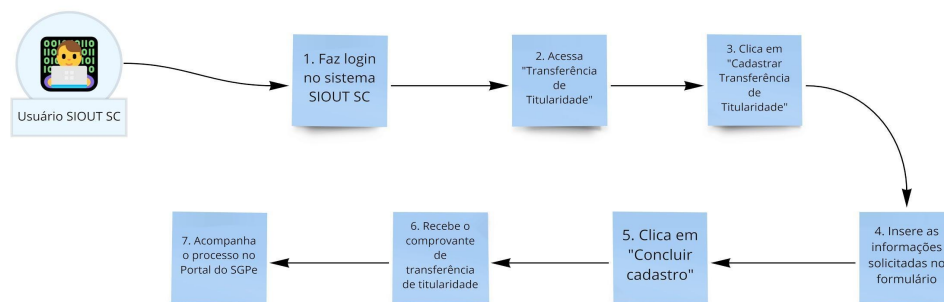 Usuário SIOUT SC
1. Faz login
no sistema
SIOUT SC
2. Acessa
"Transferência
de
Titularidade"
3. Clica em
"Cadastrar
Transferência
de
Titularidade"
4. Insere as
informações
solicitadas no
formulário
5. Clica em
"Concluir
cadastro"
6. Recebe o
comprovante
de
transferência
de titularidade
7. Acompanha
o processo no
Portal do SGPe